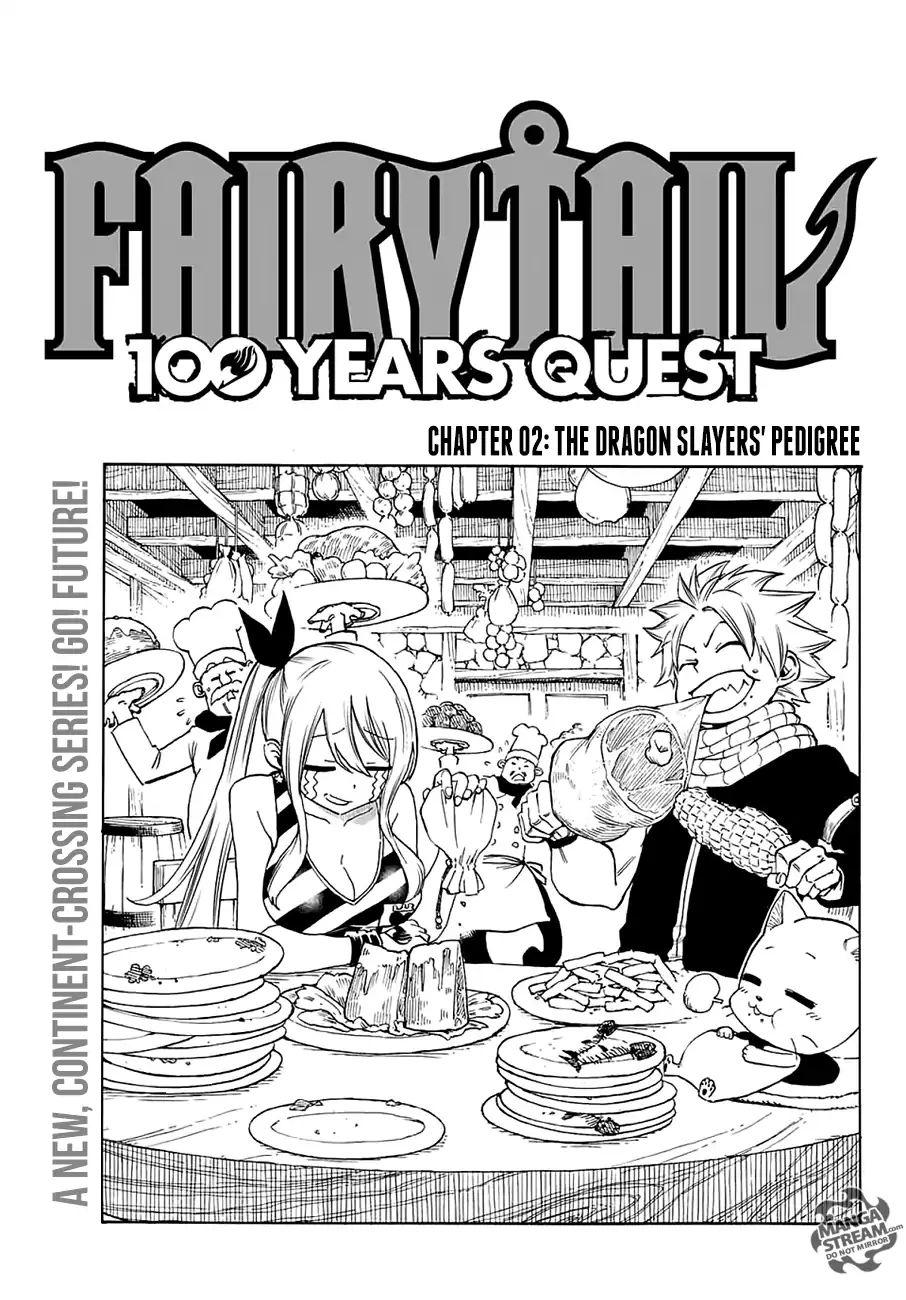 FAIRY TAIL
100 YEARS QUEST
CHAPTER 02: THE DRAGON SLAYERS' PEDIGREE
A NEW, CONTINENT-CROSSING SERIES! GO! FUTURE!
MANGA
STREAM.com
DO NOT MIRROR